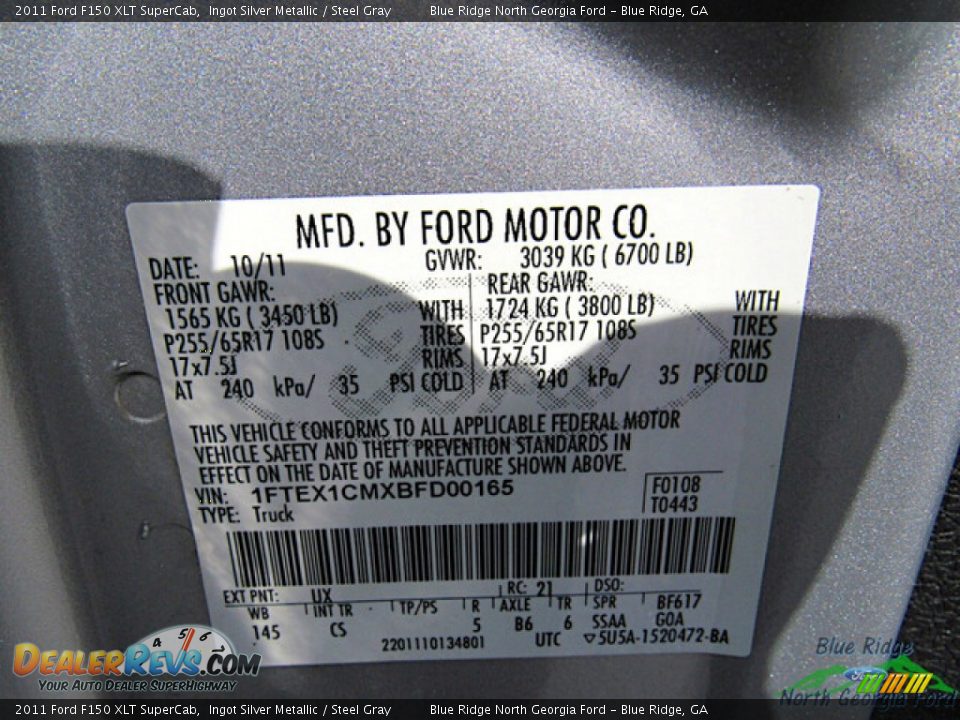 2011 Ford F150 XLT SuperCab, Ingot Silver Metallic / Steel Gray Blue Ridge North Georgia Ford - Blue Ridge, GA
MFD. BY FORD MOTOR CO.
DATE: 10/11 GVWR: 3039 KG ( 6700 LB)
FRONT GAWR: REAR GAWR:
1565 KG ( 3450 LB) WITH 1724 KG ( 3800 LB) WITH
P255/65R17 108S TIRES P255/65R17 108S TIRES
17x7.5J RIMS 17x7.5J RIMS
AT 240 kPa/ 35 PSI COLD AT 240 kPa/ 35 PSI COLD
THIS VEHICLE CONFORMS TO ALL APPLICABLE FEDERAL MOTOR
VEHICLE SAFETY AND THEFT PREVENTION STANDARDS IN
EFFECT ON THE DATE OF MANUFACTURE SHOWN ABOVE.
VIN: 1FTEX1CMXBFD00165 F0108
TYPE: Truck T0443
EXT PNT: UX RC: 21 DSO:
WB INT TR TP/PS R AXLE TR SPR BF617
145 CS 5 B6 6 SSAA GOA
2201110134801 UTC ▽5U5A-1520472-BA
4 5 6
DEALERREVS.COM
YOUR AUTO DEALER SUPERHIGHWAY
Blue Ridge
Ford
North Georgia Ford
2011 Ford F150 XLT SuperCab, Ingot Silver Metallic / Steel Gray Blue Ridge North Georgia Ford - Blue Ridge, GA